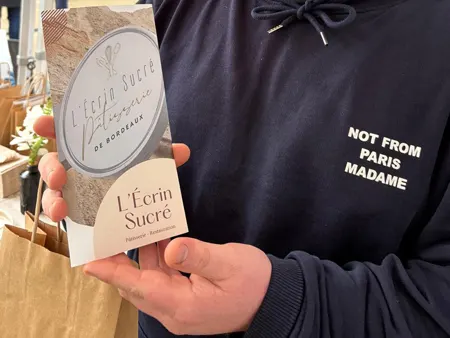 L'Écrin Sucré
Pâtisserie
DE BORDEAUX
L'Écrin
Sucré
Pâtisserie · Restauration
NOT FROM
PARIS
MADAME